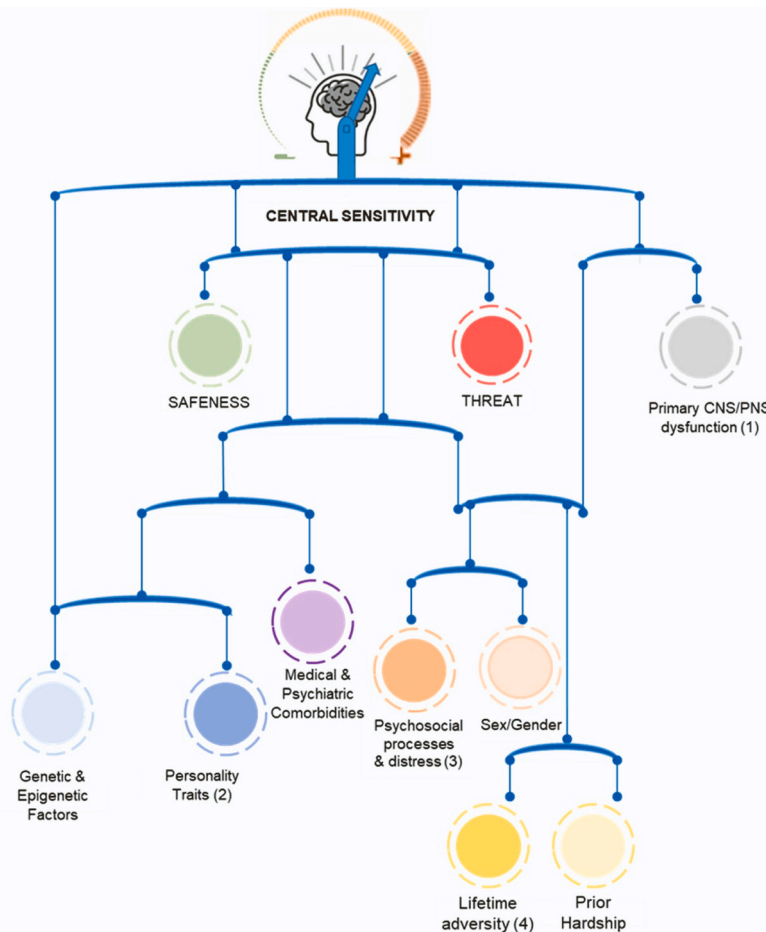 CENTRAL SENSITIVITY
SAFENESS
THREAT
Primary CNS/PNS
dysfunction (1)
Medical &
Psychiatric
Comorbidities
Psychosocial
processes
& distress (3)
Sex/Gender
Genetic &
Epigenetic
Factors
Personality
Traits (2)
Lifetime
adversity (4)
Prior
Hardship